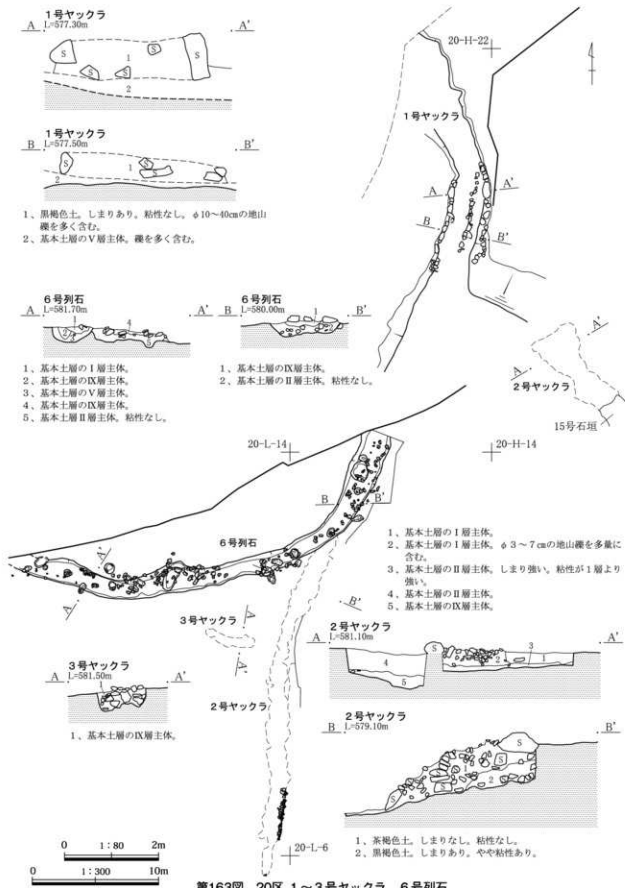 1号ヤックラ
A L=577.30m A'
S
S
S
S
S
1
2
1号ヤックラ
B L=577.50m B'
S
S
S
1
2
1、黒褐色土。しまりあり。粘性なし。φ10～40cmの地山
礫を多く含む。
2、基本土層のⅤ層主体。礫を多く含む。
20-H-22
1号ヤックラ
A
A'
B
B'
6号列石
A L=581.70m A'
1
4
2
5
6号列石
B L=580.00m B'
1
2
1、基本土層のⅠ層主体。
2、基本土層のⅨ層主体。
3、基本土層のⅤ層主体。
4、基本土層のⅨ層主体。
5、基本土層Ⅱ層主体。粘性なし。
1、基本土層のⅨ層主体。
2、基本土層のⅡ層主体。粘性なし。
A'
A
2号ヤックラ
15号石垣
20-L-14
20-H-14
B
B'
6号列石
A'
A
3号ヤックラ
A
A'
B'
2号ヤックラ
1、基本土層のⅠ層主体。
2、基本土層のⅠ層主体。φ3～7cmの地山礫を多量に
含む。
3、基本土層のⅡ層主体。しまり強い。粘性が1層より
強い。
4、基本土層のⅡ層主体。
5、基本土層のⅨ層主体。
3号ヤックラ
A L=581.50m A'
1
1、基本土層のⅨ層主体。
2号ヤックラ
A L=581.10m A'
S
3
4
2
1
5
2号ヤックラ
B L=579.10m B'
S
S
1
S
S
2
S
S
1、茶褐色土。しまりなし。粘性なし。
2、黒褐色土。しまりあり。やや粘性あり。
20-L-6
0 1:80 2m
0 1:300 10m
第163図 20区 1～3号ヤックラ、6号列石